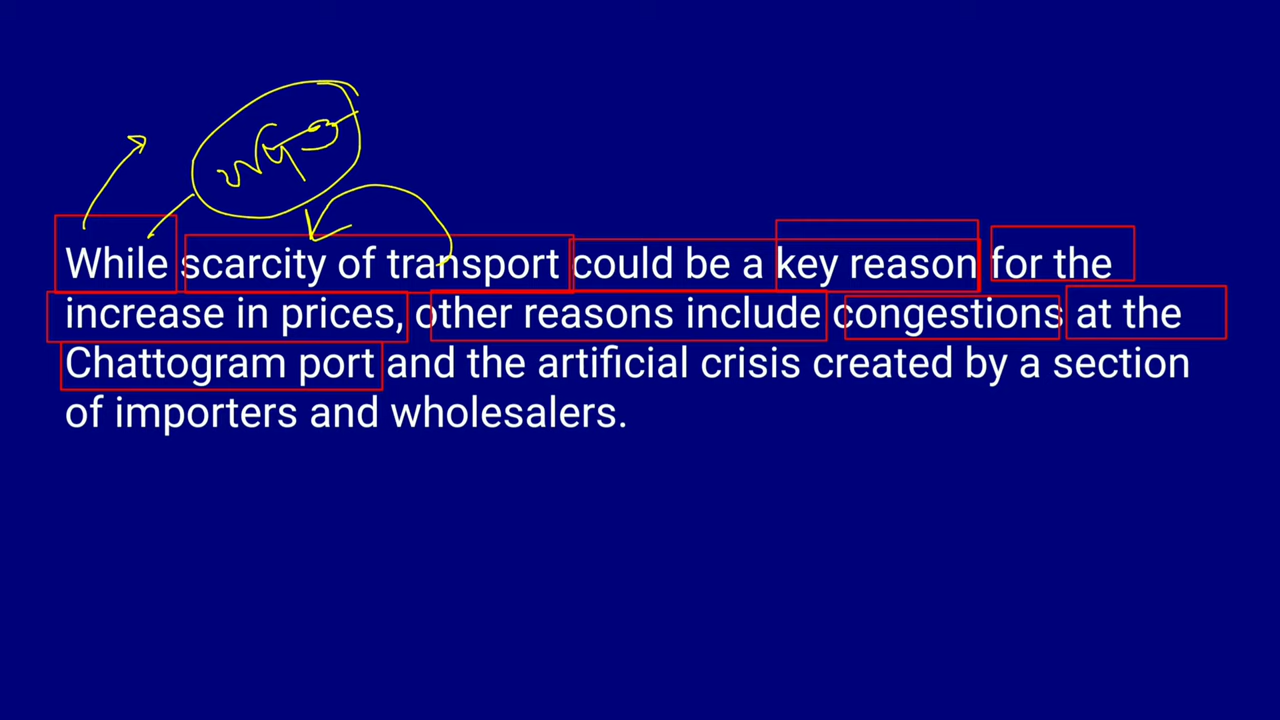 While scarcity of transport could be a key reason for the
increase in prices, other reasons include congestions at the
Chattogram port and the artificial crisis created by a section
of importers and wholesalers.